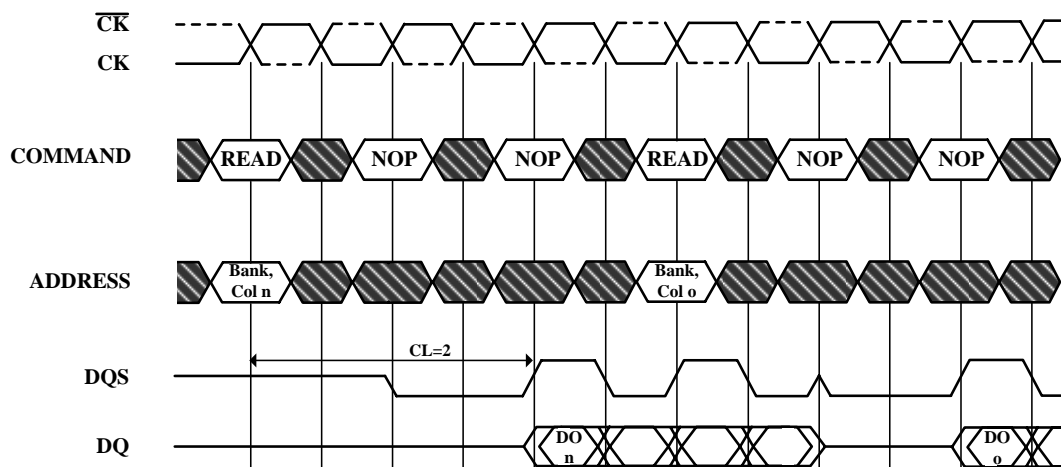 CK
CK
COMMAND READ NOP NOP READ NOP NOP
ADDRESS Bank, Col n Bank, Col o
CL=2
DQS
DQ DO n DO o